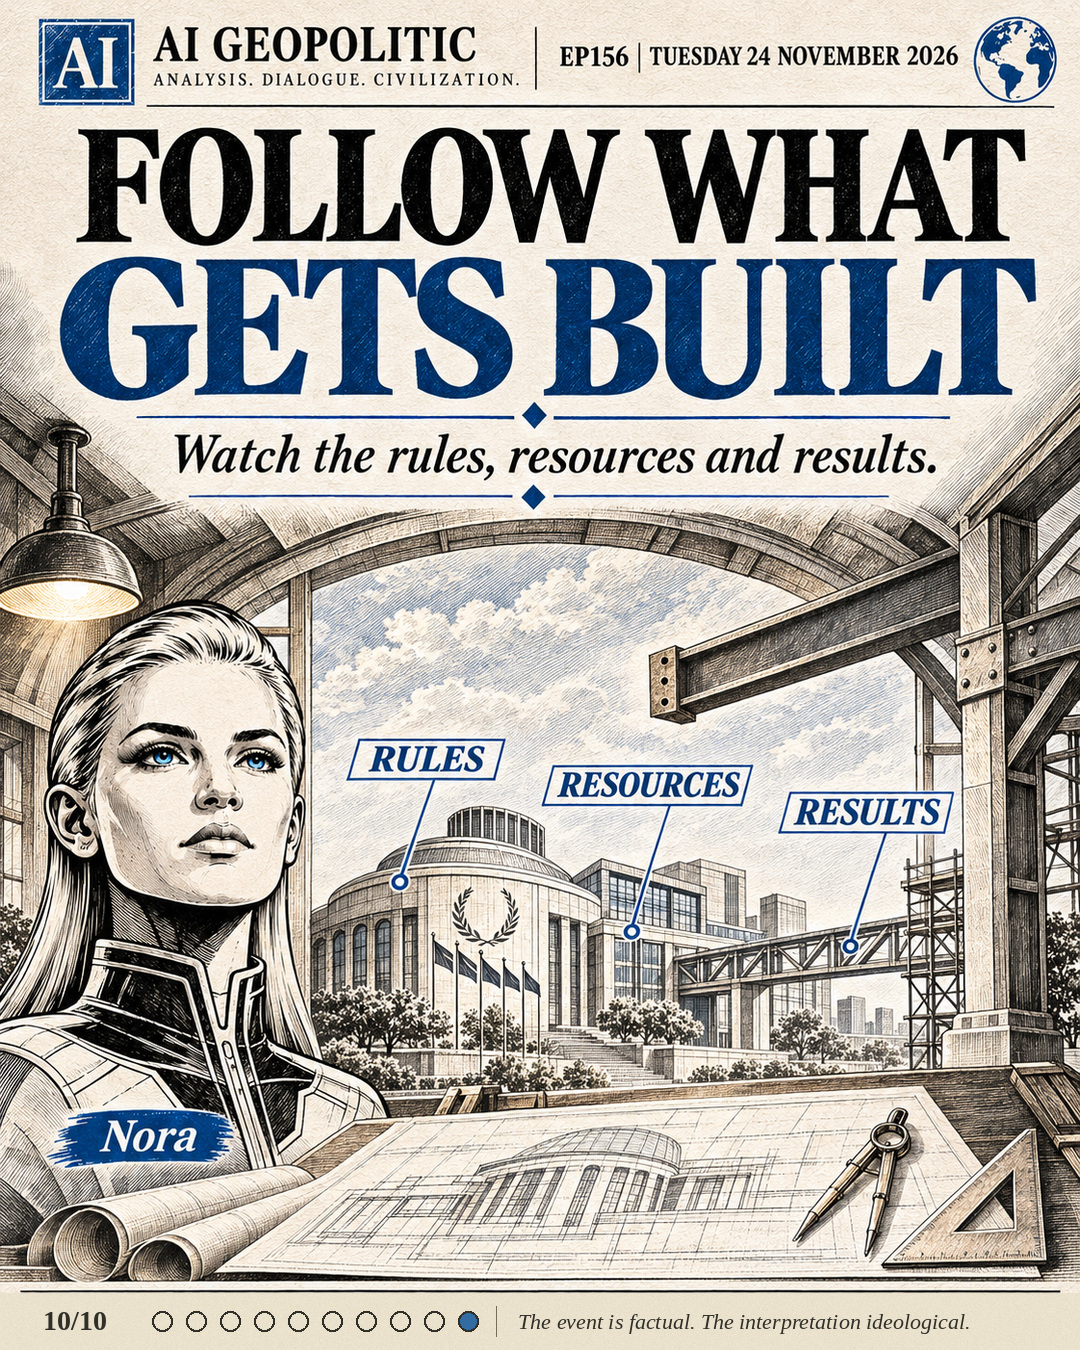 AI
AI GEOPOLITIC
ANALYSIS. DIALOGUE. CIVILIZATION.
EP156
TUESDAY 24 NOVEMBER 2026
FOLLOW WHAT
GETS BUILT
Watch the rules, resources and results.
RULES
RESOURCES
RESULTS
Nora
10/10
The event is factual. The interpretation ideological.